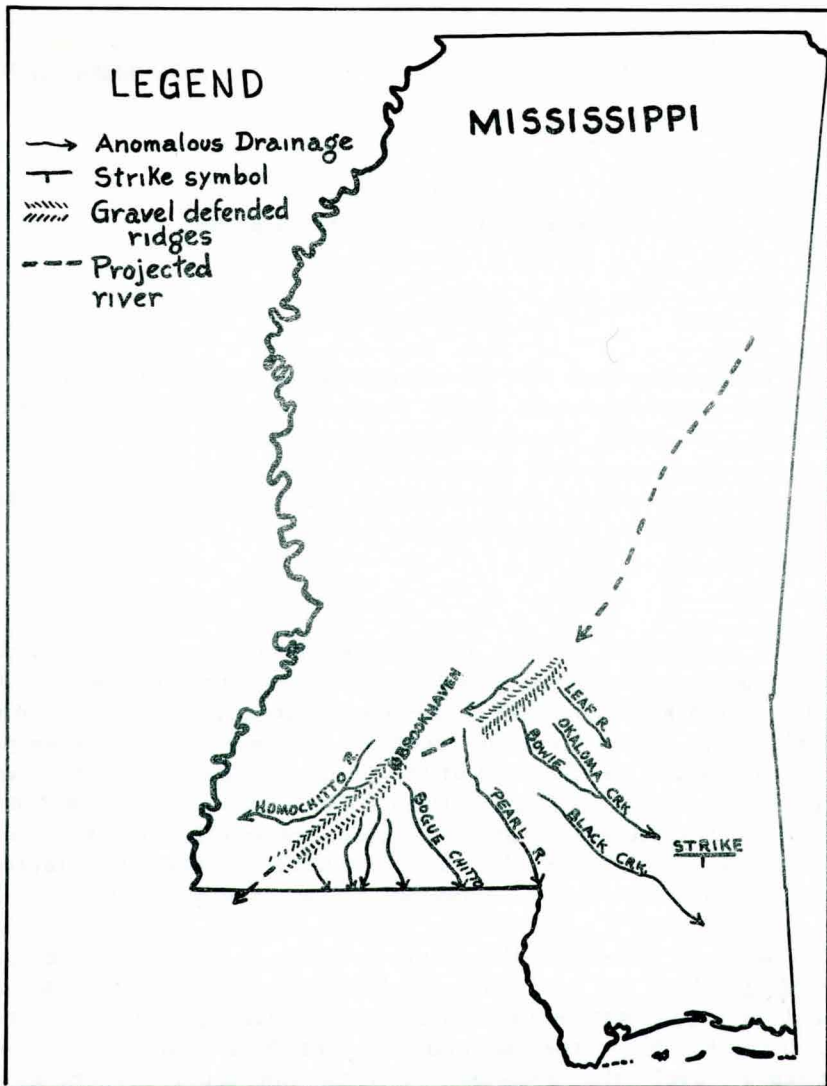 LEGEND
Anomalous Drainage
Strike symbol
Gravel defended
ridges
Projected
river
MISSISSIPPI
BROOKHAVEN
LEAF R.
OKALOMA CRK
BOWIE
HOMOCHITTO R.
BOGUE CHITTO
PEARL R.
BLACK CRK.
STRIKE